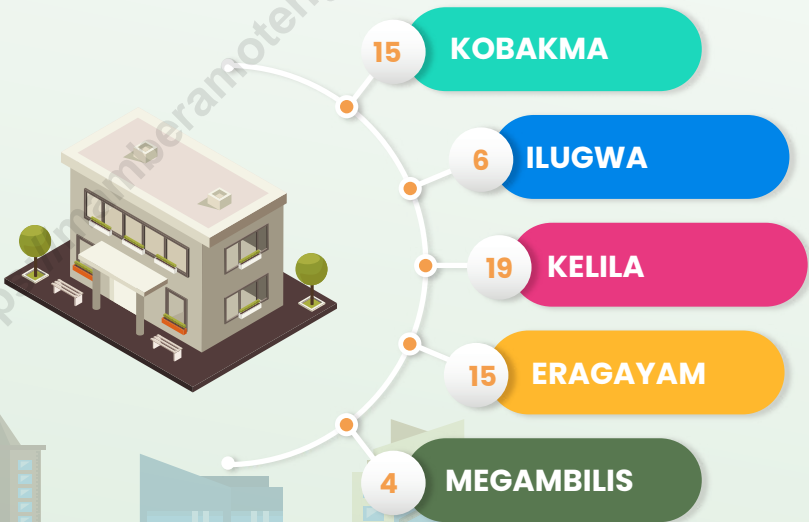 15 KOBAKMA
6 ILUGWA
19 KELILA
15 ERAGAYAM
4 MEGAMBILIS